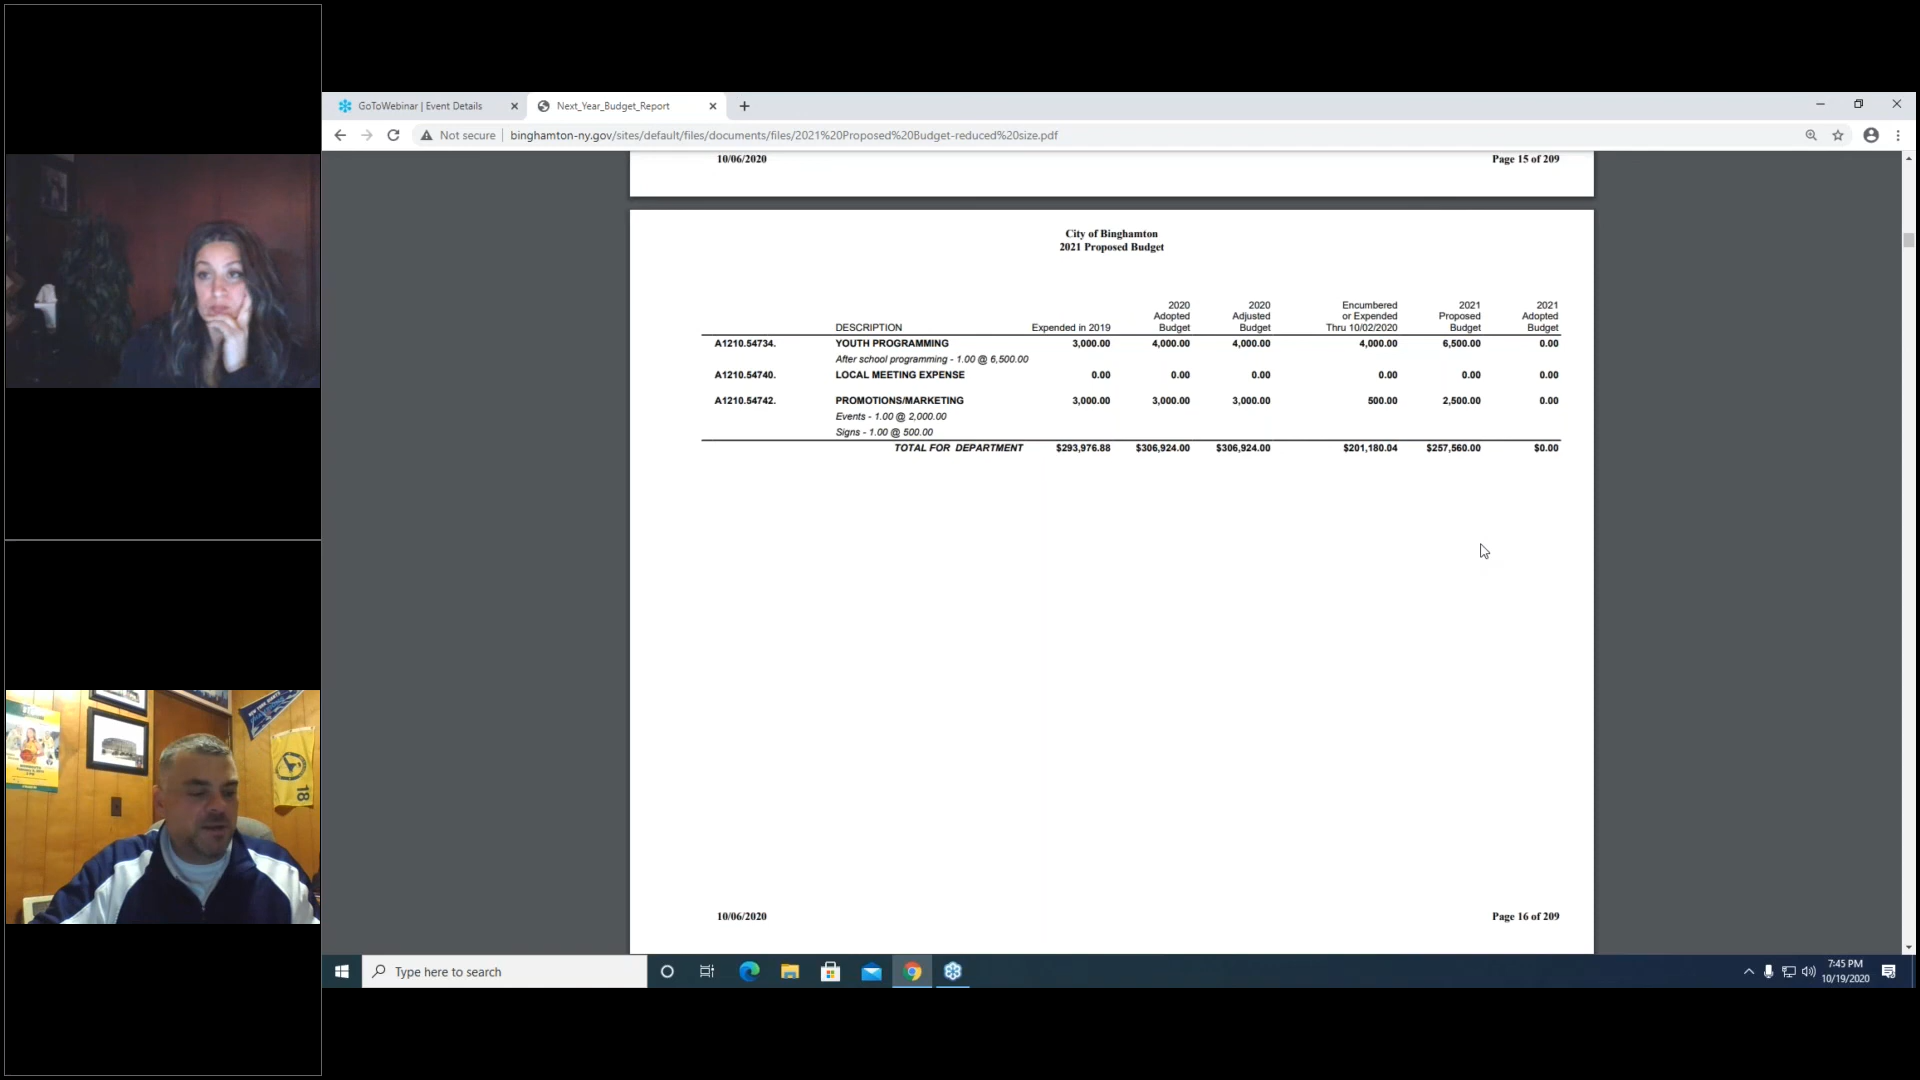 GoToWebinar | Event Details
Next_Year_Budget_Report
Not secure
binghamton-ny.gov/sites/default/files/documents/files/2021%20Proposed%20Budget-reduced%20size.pdf
10/06/2020 Page 15 of 209
City of Binghamton
2021 Proposed Budget
DESCRIPTION Expended in 2019 2020 Adopted Budget 2020 Adjusted Budget Encumbered or Expended Thru 10/02/2020 2021 Proposed Budget 2021 Adopted Budget
A1210.54734. YOUTH PROGRAMMING 3,000.00 4,000.00 4,000.00 4,000.00 6,500.00 0.00
After school programming - 1.00 @ 6,500.00
A1210.54740. LOCAL MEETING EXPENSE 0.00 0.00 0.00 0.00 0.00 0.00
A1210.54742. PROMOTIONS/MARKETING 3,000.00 3,000.00 3,000.00 500.00 2,500.00 0.00
Events - 1.00 @ 2,000.00
Signs - 1.00 @ 500.00
TOTAL FOR DEPARTMENT $293,976.88 $306,924.00 $306,924.00 $201,180.04 $257,560.00 $0.00
10/06/2020 Page 16 of 209
Type here to search
7:45 PM
10/19/2020
NEW YORK GIANTS
18